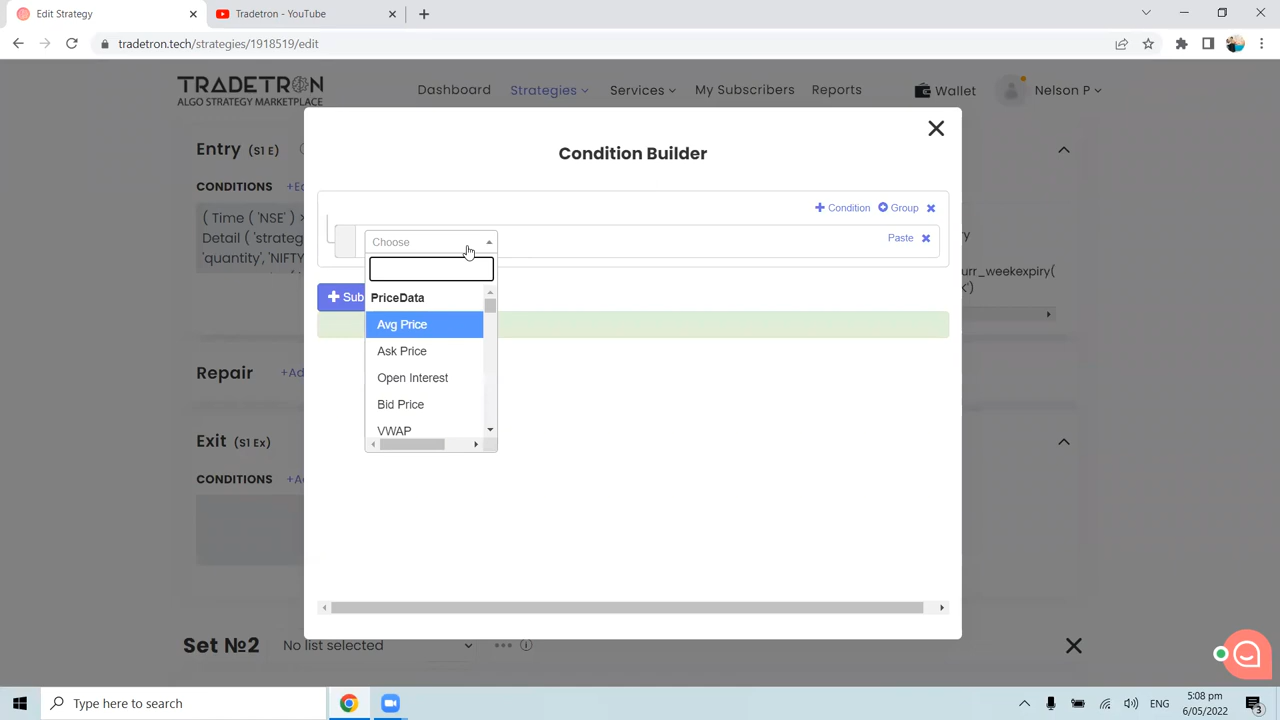 Edit Strategy
Tradetron - YouTube
tradetron.tech/strategies/1918519/edit
TRADETRON
ALGO STRATEGY MARKETPLACE
Dashboard Strategies Services My Subscribers Reports Wallet Nelson P
Condition Builder
Entry (S1 E)
CONDITIONS
( Time ( 'NSE' )
Detail ( 'strateg
'quantity', 'NIFTY
urr_weekexpiry(
Condition Group
Paste
Choose
PriceData
Avg Price
Ask Price
Open Interest
Bid Price
VWAP
Sub
Repair
Exit (S1 Ex)
CONDITIONS
Set №2 No list selected
Type here to search
ENG
5:08 pm
6/05/2022
3